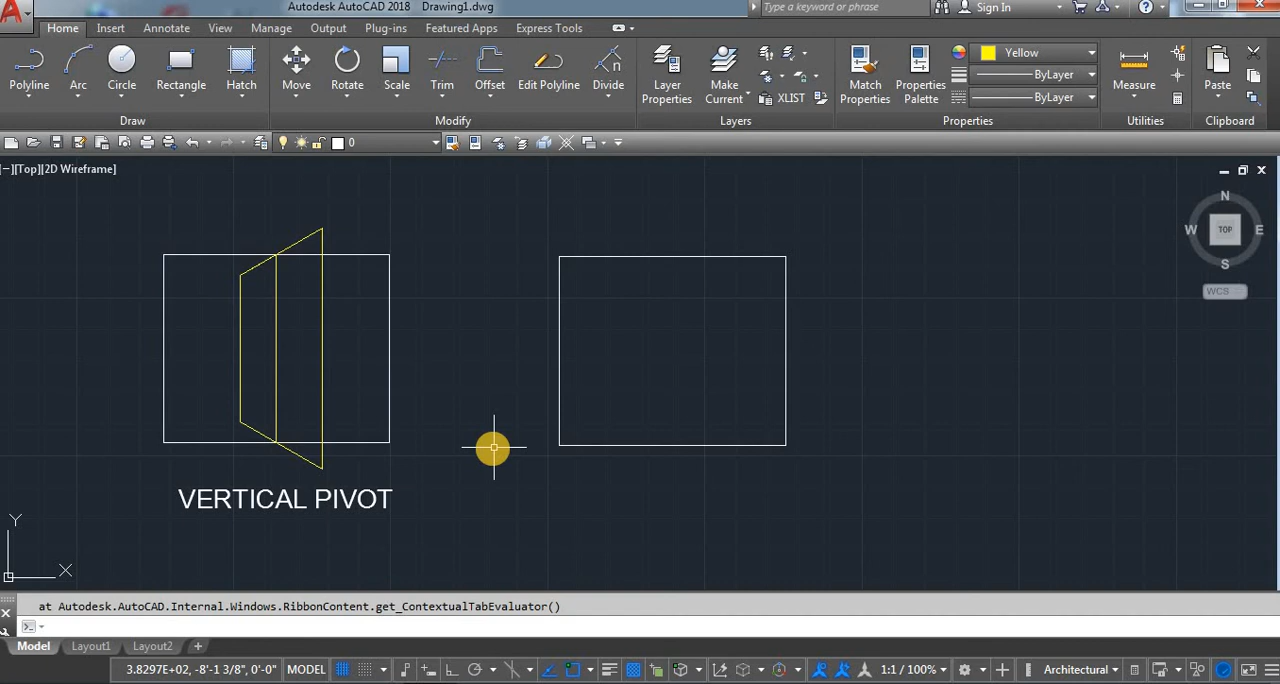 A
Autodesk AutoCAD 2018 Drawing1.dwg
Type a keyword or phrase
Sign In
Home Insert Annotate View Manage Output Plug-ins Featured Apps Express Tools
Polyline Arc Circle Rectangle Hatch Move Rotate Scale Trim Offset Edit Polyline Divide
Layer Properties
Make Current
XLIST
Match Properties
Properties Palette
Yellow
ByLayer
ByLayer
Measure
Paste
Draw Modify Layers Properties Utilities Clipboard
0
[−][Top][2D Wireframe]
N
W TOP E
S
WCS
VERTICAL PIVOT
Y
X
at Autodesk.AutoCAD.Internal.Windows.RibbonContent.get_ContextualTabEvaluator()
Model Layout1 Layout2 +
3.8297E+02, -8'-1 3/8", 0'-0" MODEL 1:1 / 100% Architectural